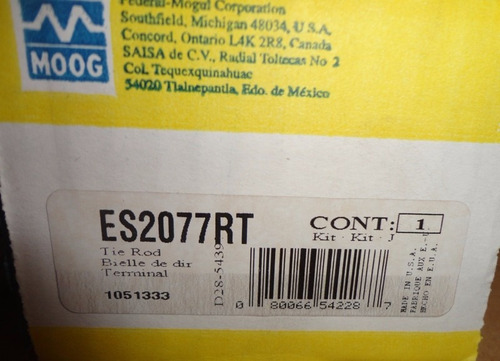 MOOG
Federal-Mogul Corporation
Southfield, Michigan 48034, U.S.A.
Concord, Ontario L4K 2R8, Canada
SAISA de C.V., Radial Toltecas No 2
Col. Tequexquinahuac
54020 Tlalnepantla, Edo. de México
ES2077RT
Tie Rod
Bielle de dir
Terminal
1051333
D28-5439
CONT: 1
Kit - Kit - J
0 80066 54228 7
MADE IN U.S.A.
FABRIQUE AUX E.-U
HECHO EN E.U.A.